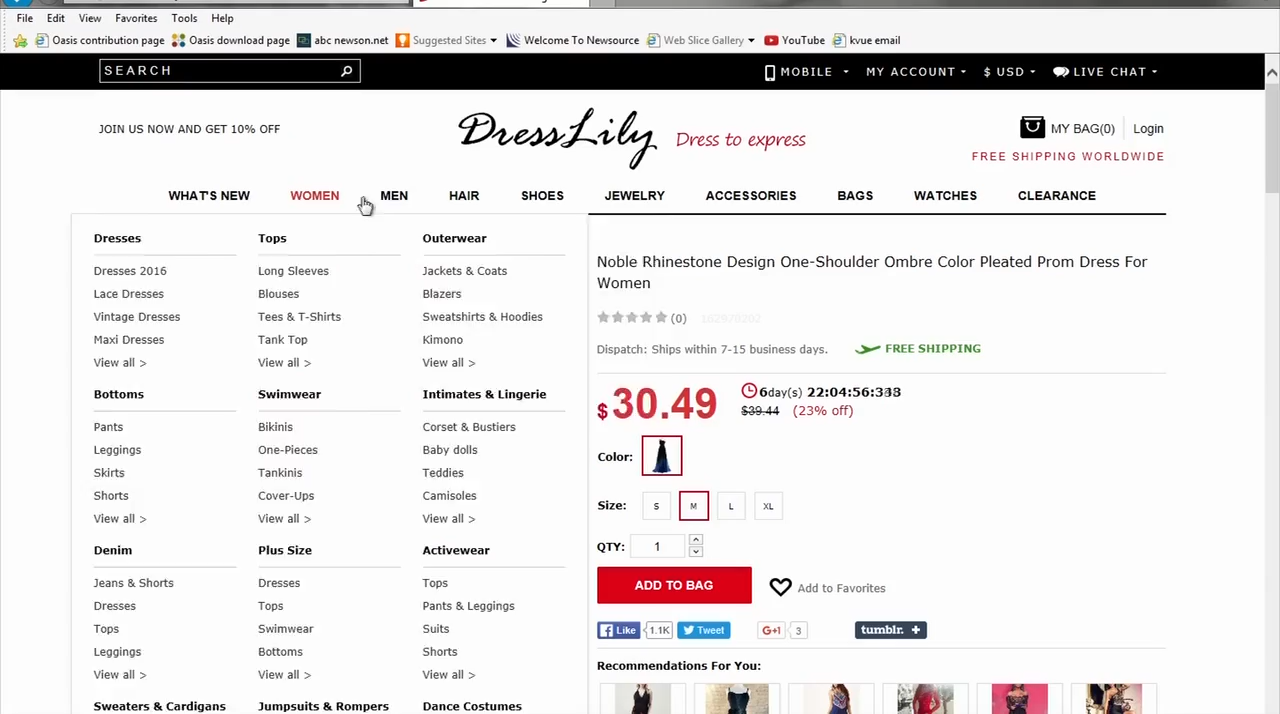 File Edit View Favorites Tools Help
Oasis contribution page Oasis download page abc newson.net Suggested Sites Welcome To Newsource Web Slice Gallery YouTube kvue email
SEARCH MOBILE MY ACCOUNT $ USD LIVE CHAT
JOIN US NOW AND GET 10% OFF DressLily Dress to express MY BAG(0) Login
FREE SHIPPING WORLDWIDE
WHAT'S NEW WOMEN MEN HAIR SHOES JEWELRY ACCESSORIES BAGS WATCHES CLEARANCE
Dresses Tops Outerwear
Dresses 2016 Long Sleeves Jackets & Coats
Lace Dresses Blouses Blazers
Vintage Dresses Tees & T-Shirts Sweatshirts & Hoodies
Maxi Dresses Tank Top Kimono
View all > View all > View all >
Bottoms Swimwear Intimates & Lingerie
Pants Bikinis Corset & Bustiers
Leggings One-Pieces Baby dolls
Skirts Tankinis Teddies
Shorts Cover-Ups Camisoles
View all > View all > View all >
Denim Plus Size Activewear
Jeans & Shorts Dresses Tops
Dresses Tops Pants & Leggings
Tops Swimwear Suits
Leggings Bottoms Shorts
View all > View all > View all >
Sweaters & Cardigans Jumpsuits & Rompers Dance Costumes
Noble Rhinestone Design One-Shoulder Ombre Color Pleated Prom Dress For
Women
(0)
Dispatch: Ships within 7-15 business days. FREE SHIPPING
$30.49 6day(s)
$39.44 (23% off)
Color:
Size: S M L XL
QTY: 1
ADD TO BAG Add to Favorites
Like 1.1K Tweet G+1 3 tumblr. +
Recommendations For You: